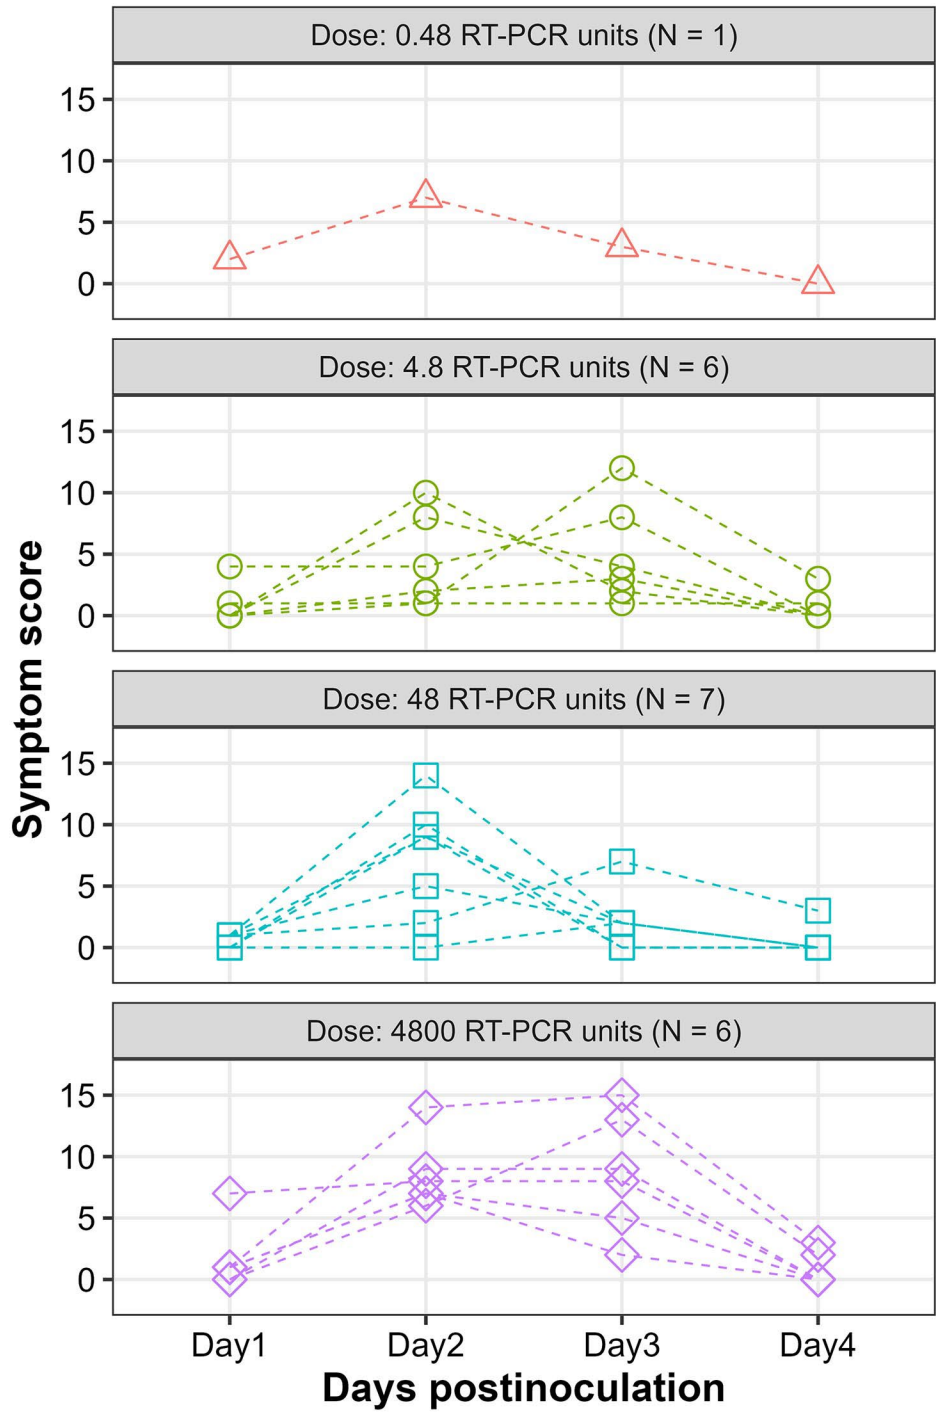 Dose: 0.48 RT-PCR units (N = 1)
15
10
5
0
Dose: 4.8 RT-PCR units (N = 6)
15
10
5
0
Dose: 48 RT-PCR units (N = 7)
15
10
5
0
Dose: 4800 RT-PCR units (N = 6)
15
10
5
0
Symptom score
Day1 Day2 Day3 Day4
Days postinoculation